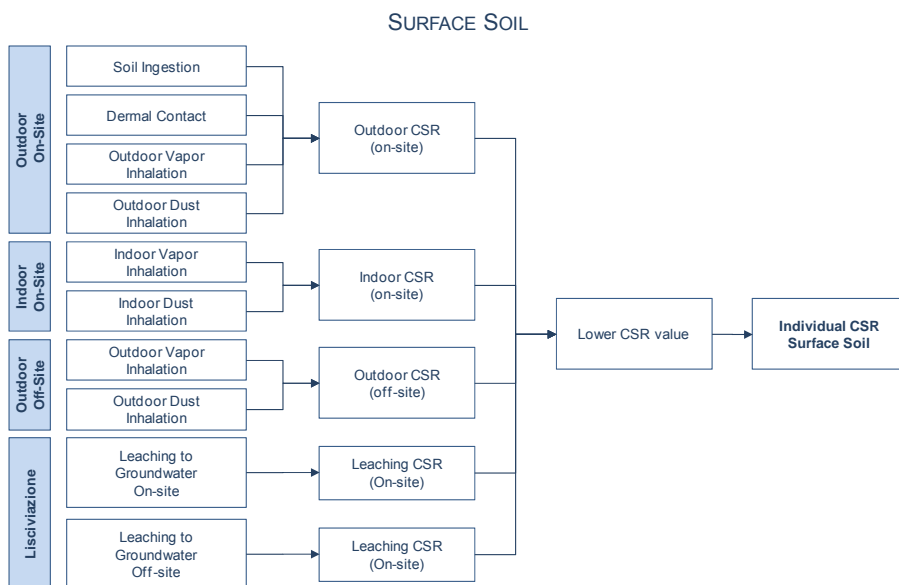 SURFACE SOIL
Outdoor
On-Site
Soil Ingestion
Dermal Contact
Outdoor Vapor
Inhalation
Outdoor Dust
Inhalation
Outdoor CSR
(on-site)
Indoor
On-Site
Indoor Vapor
Inhalation
Indoor Dust
Inhalation
Indoor CSR
(on-site)
Outdoor
Off-Site
Outdoor Vapor
Inhalation
Outdoor Dust
Inhalation
Outdoor CSR
(off-site)
Lisciviazione
Leaching to
Groundwater
On-site
Leaching CSR
(On-site)
Leaching to
Groundwater
Off-site
Leaching CSR
(On-site)
Lower CSR value
Individual CSR
Surface Soil